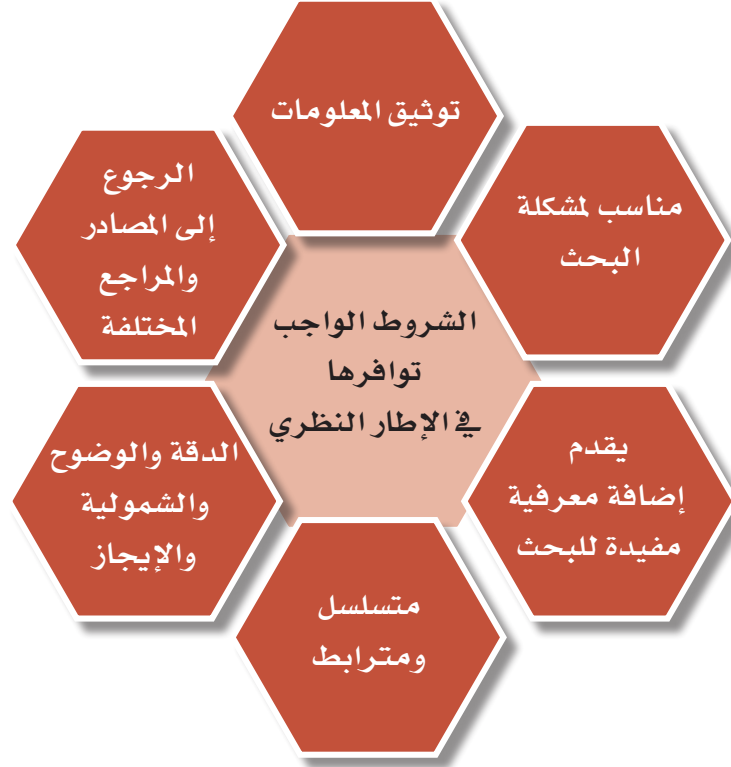 الشروط الواجب
توافرها
في الإطار النظري
توثيق المعلومات
مناسب لمشكلة
البحث
يقدم
إضافة معرفية
مفيدة للبحث
متسلسل
ومترابط
الدقة والوضوح
والشمولية
والإيجاز
الرجوع
إلى المصادر
والمراجع
المختلفة